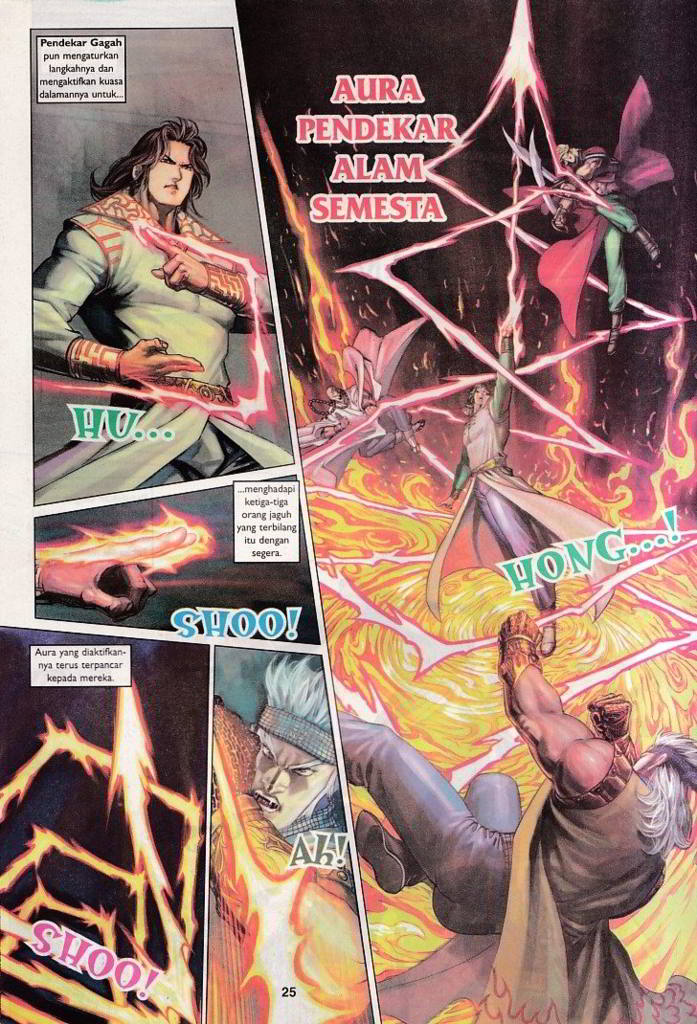 Pendekar Gagah
pun mengaturkan
langkahnya dan
mengaktifkan kuasa
dalamannya untuk...
HU...
...menghadapi
ketiga-tiga
orang jaguh
yang terbilang
itu dengan
segera.
SHOO!
AURA
PENDEKAR
ALAM
SEMESTA
HONG...!
Aura yang diaktifkan-
nya terus terpancar
kepada mereka.
SHOO!
Ah!
25